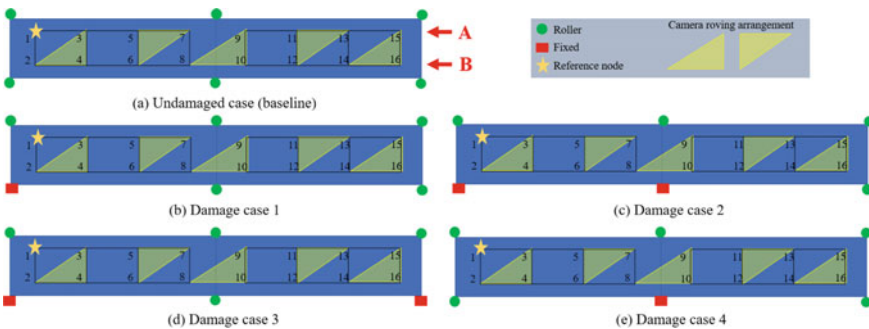 1 3 5 7 9 11 13 15
2 4 6 8 10 12 14 16
A
B
(a) Undamaged case (baseline)
Roller
Fixed
Reference node
Camera roving arrangement
1 3 5 7 9 11 13 15
2 4 6 8 10 12 14 16
(b) Damage case 1
1 3 5 7 9 11 13 15
2 4 6 8 10 12 14 16
(c) Damage case 2
1 3 5 7 9 11 13 15
2 4 6 8 10 12 14 16
(d) Damage case 3
1 3 5 7 9 11 13 15
2 4 6 8 10 12 14 16
(e) Damage case 4